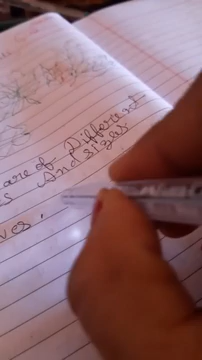 are of Different
s And sizes
ves.